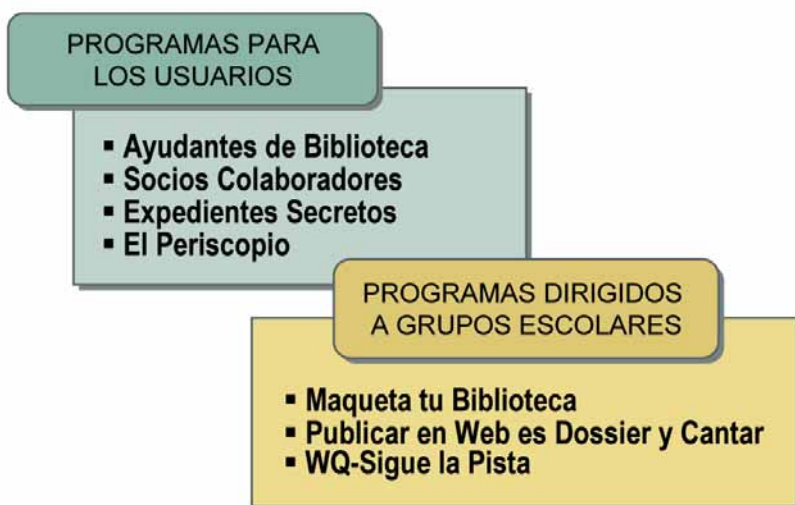 PROGRAMAS PARA
LOS USUARIOS
▪ Ayudantes de Biblioteca
▪ Socios Colaboradores
▪ Expedientes Secretos
▪ El Periscopio
PROGRAMAS DIRIGIDOS
A GRUPOS ESCOLARES
▪ Maqueta tu Biblioteca
▪ Publicar en Web es Dossier y Cantar
▪ WQ-Sigue la Pista